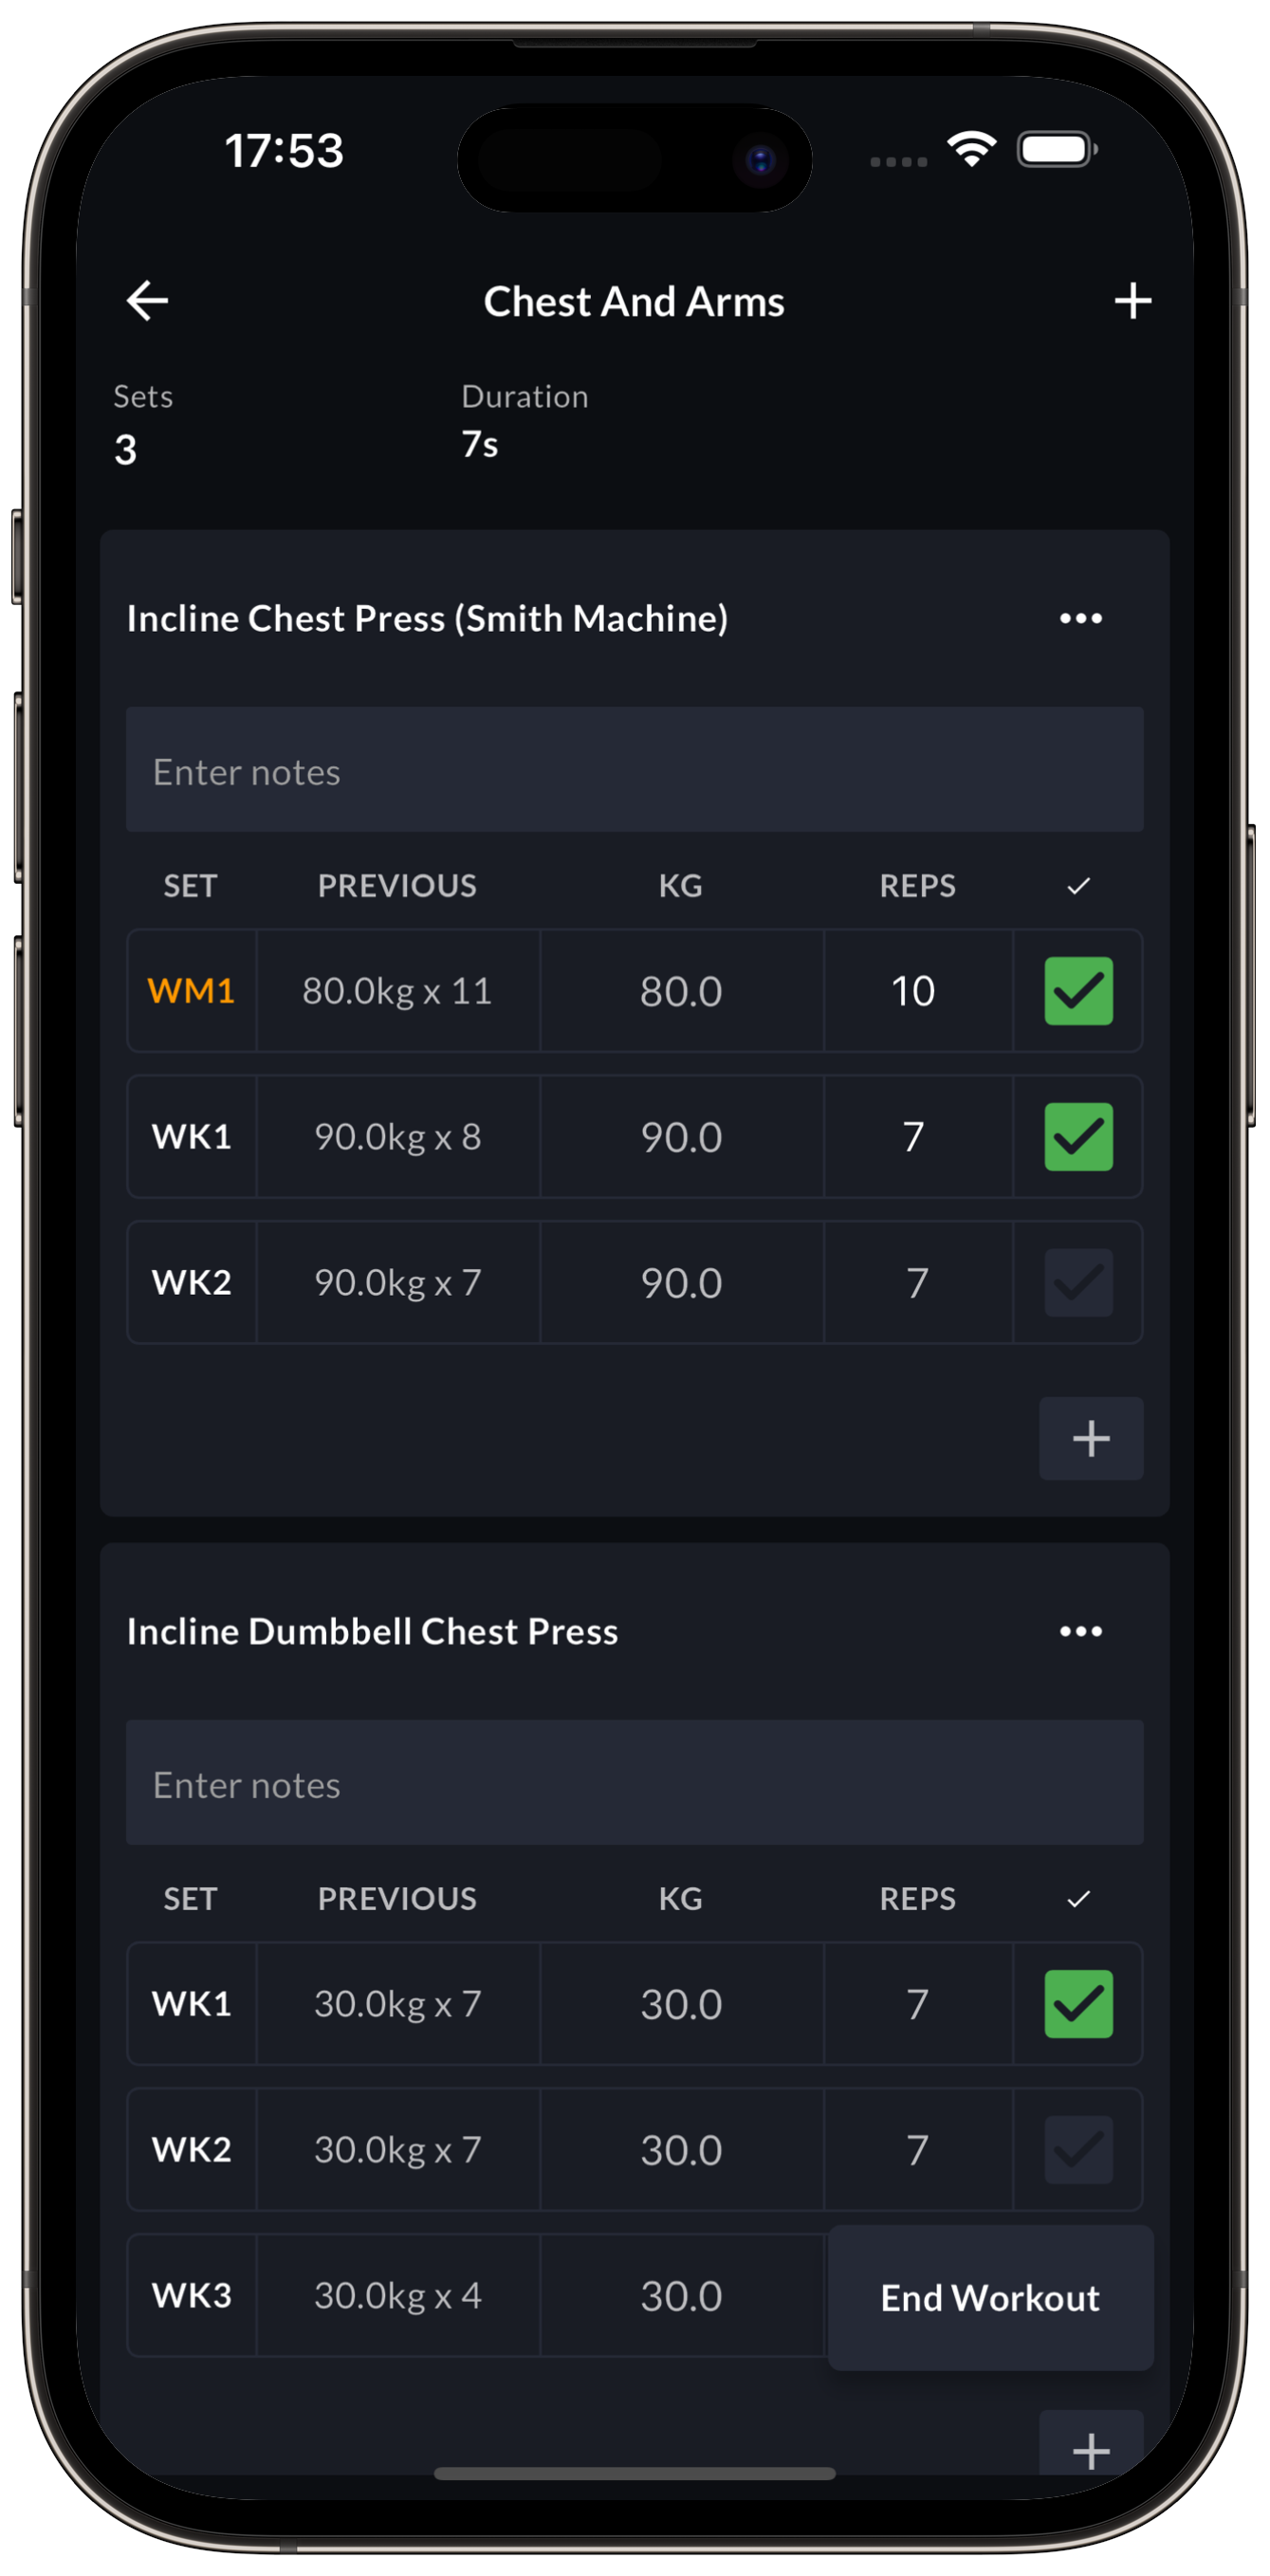 17:53
Chest And Arms
Sets Duration
3 7s
Incline Chest Press (Smith Machine)
Enter notes
SET PREVIOUS KG REPS
WM1 80.0kg x 11 80.0 10
WK1 90.0kg x 8 90.0 7
WK2 90.0kg x 7 90.0 7
Incline Dumbbell Chest Press
Enter notes
SET PREVIOUS KG REPS
WK1 30.0kg x 7 30.0 7
WK2 30.0kg x 7 30.0 7
WK3 30.0kg x 4 30.0
End Workout